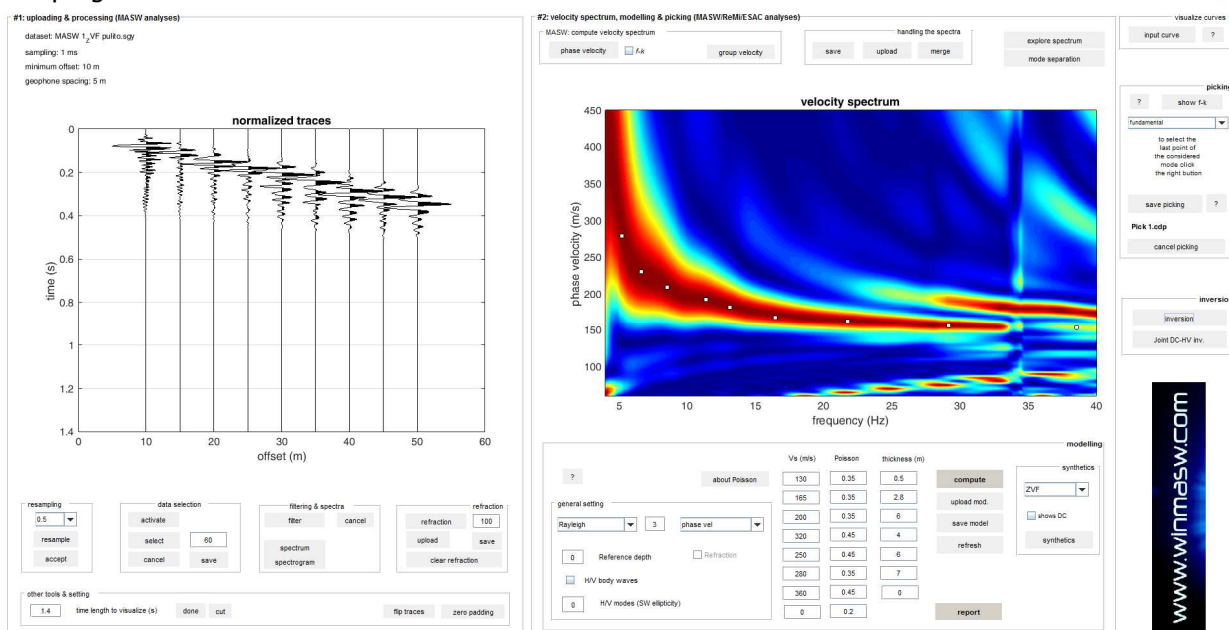 #1: uploading & processing (MASW analyses)
dataset: MASW 1_ZVF pulito.sgy
sampling: 1 ms
minimum offset: 10 m
geophone spacing: 5 m
normalized traces
0
0.2
0.4
0.6
0.8
1
1.2
1.4
time (s)
0 10 20 30 40 50 60
offset (m)
resampling
0.5
resample
accept
data selection
activate
select 60
cancel save
filtering & spectra
filter cancel
spectrum
spectrogram
refraction
refraction 100
upload save
clear refraction
other tools & setting
1.4 time length to visualize (s) done cut flip traces zero padding
#2: velocity spectrum, modelling & picking (MASW/ReMi/ESAC analyses)
MASW: compute velocity spectrum
phase velocity f-k group velocity
handling the spectra
save upload merge
explore spectrum
mode separation
velocity spectrum
450
400
350
300
250
200
150
100
phase velocity (m/s)
5 10 15 20 25 30 35 40
frequency (Hz)
modelling
? about Poisson
general setting
Rayleigh 3 phase vel
0 Reference depth Refraction
H/V body waves
0 H/V modes (SW ellipticity)
Vs (m/s) Poisson thickness (m)
130 0.35 0.5
165 0.35 2.8
200 0.35 6
320 0.45 4
250 0.45 6
280 0.35 7
360 0.45 0
0 0.2
compute
upload mod.
save model
refresh
report
synthetics
ZVF
shows DC
synthetics
visualize curves
input curve ?
picking
? show f-k
fundamental
to select the
last point of
the considered
mode click
the right button
save picking ?
Pick 1.cdp
cancel picking
inversio
inversion
Joint DC-HV inv.
www.winmasw.com